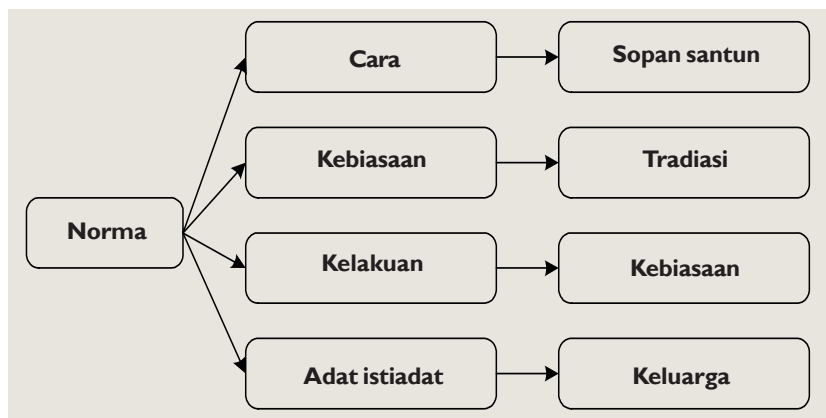 Cara
Sopan santun
Kebiasaan
Tradiasi
Norma
Kelakuan
Kebiasaan
Adat istiadat
Keluarga